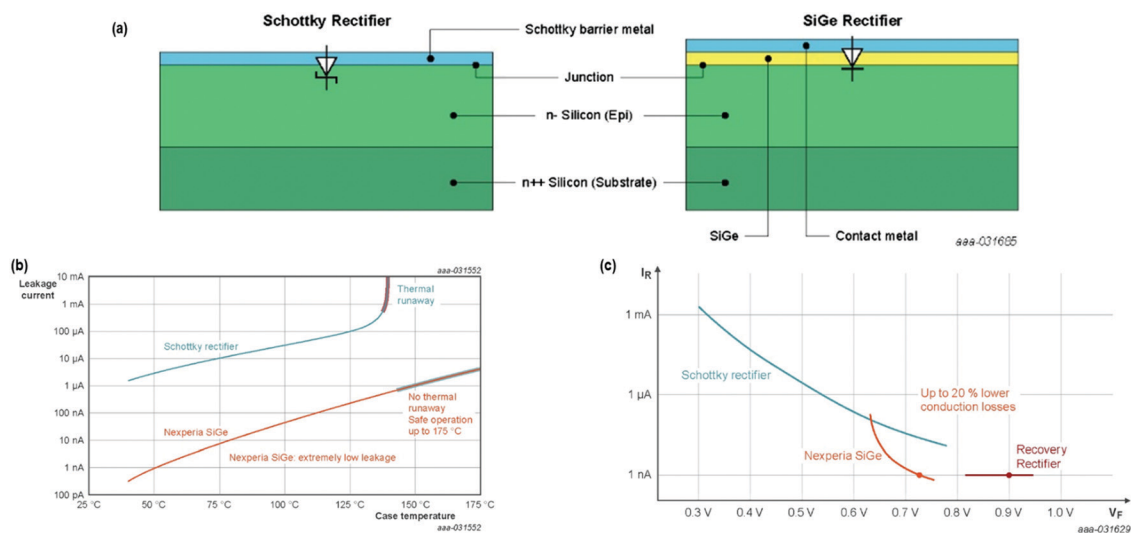 (a)
Schottky Rectifier
SiGe Rectifier
Schottky barrier metal
Junction
n- Silicon (Epi)
n++ Silicon (Substrate)
SiGe
Contact metal
aaa-031685
(b)
aaa-031552
Leakage
current
10 mA
1 mA
100 µA
10 µA
1 µA
100 nA
10 nA
1 nA
100 pA
Thermal
runaway
Schottky rectifier
No thermal
runaway
Safe operation
up to 175 °C
Nexperia SiGe
Nexperia SiGe: extremely low leakage
25 °C
50 °C
75 °C
100 °C
125 °C
150 °C
175 °C
Case temperature
aaa-031552
(c)
IR
1 mA
1 µA
1 nA
Schottky rectifier
Up to 20 % lower
conduction losses
Nexperia SiGe
Recovery
Rectifier
0.3 V
0.4 V
0.5 V
0.6 V
0.7 V
0.8 V
0.9 V
1.0 V
VF
aaa-031629